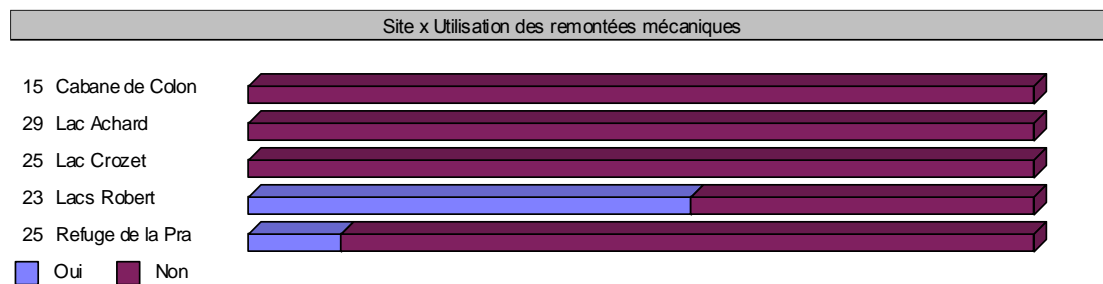 Site x Utilisation des remontées mécaniques
15 Cabane de Colon
29 Lac Achard
25 Lac Crozet
23 Lacs Robert
25 Refuge de la Pra
Oui Non